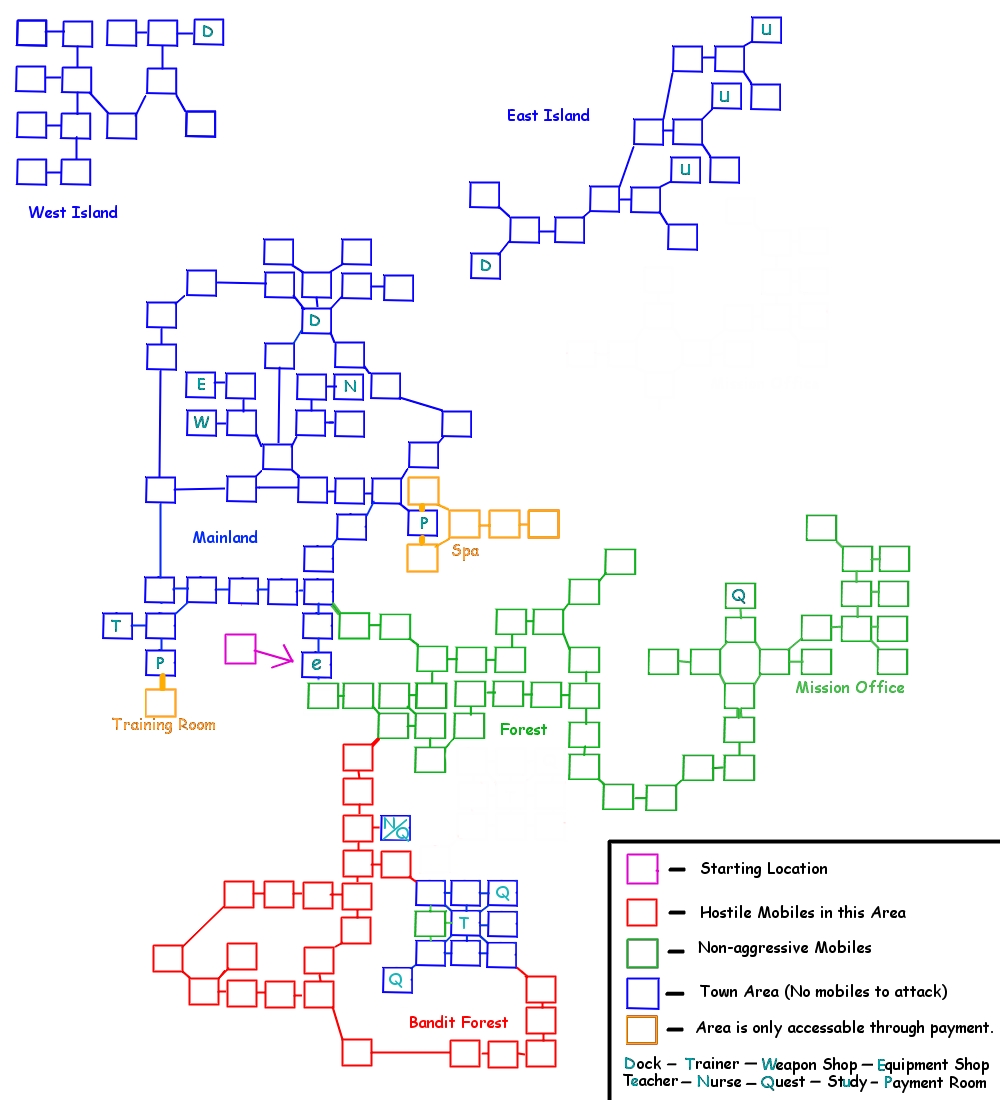 D
U
U
East Island
U
West Island
D
D
E
N
W
P
Mainland
Spa
Q
T
e
P
Mission Office
Training Room
Forest
N/Q
Q
T
Q
Bandit Forest
— Starting Location
— Hostile Mobiles in this Area
— Non-aggressive Mobiles
— Town Area (No mobiles to attack)
— Area is only accessable through payment.
Dock — Trainer — Weapon Shop — Equipment Shop
Teacher — Nurse — Quest — Study — Payment Room